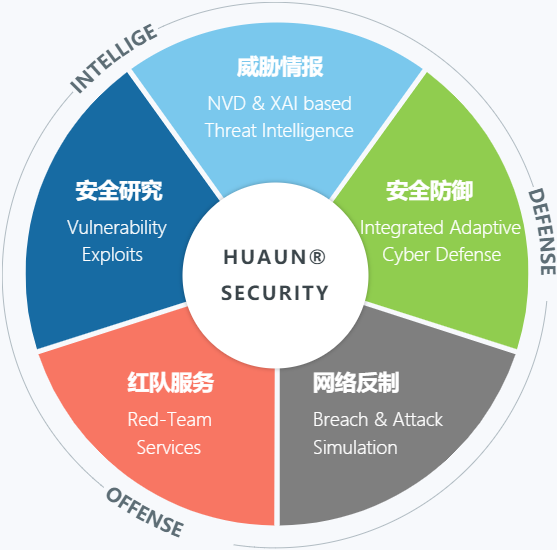 INTELLIGE
威胁情报
NVD & XAI based
Threat Intelligence
安全研究
Vulnerability
Exploits
安全防御
Integrated Adaptive
Cyber Defense
DEFENSE
HUAUN®
SECURITY
红队服务
Red-Team
Services
网络反制
Breach & Attack
Simulation
OFFENSE